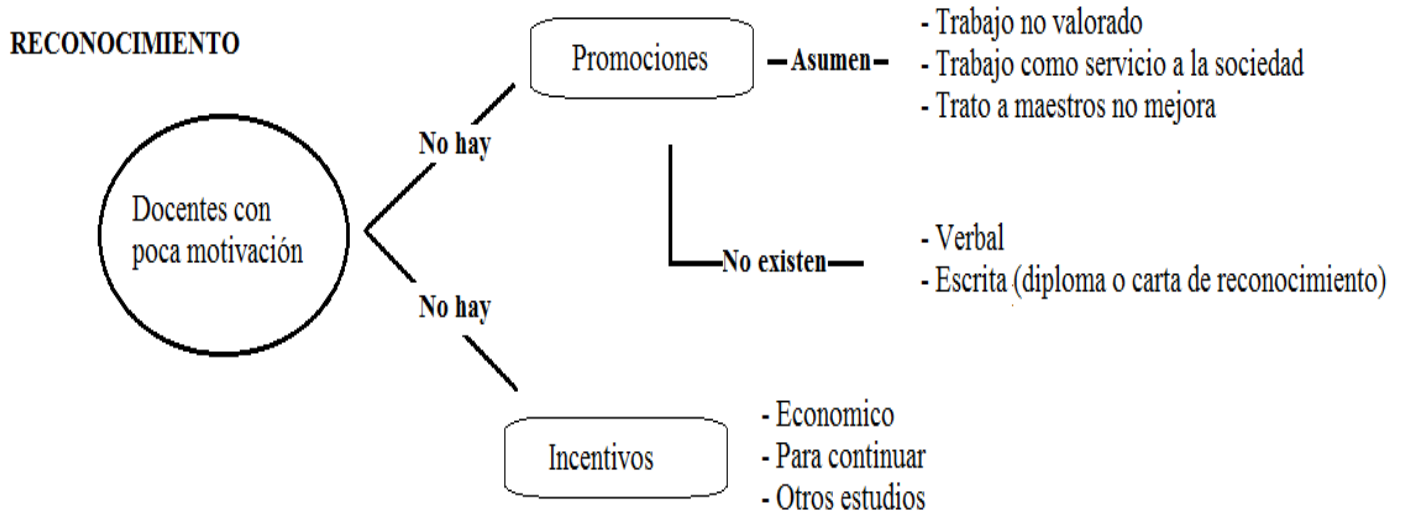 RECONOCIMIENTO
Promociones
Asumen
- Trabajo no valorado
- Trabajo como servicio a la sociedad
- Trato a maestros no mejora
No hay
Docentes con
poca motivación
No existen
- Verbal
- Escrita (diploma o carta de reconocimiento)
No hay
Incentivos
- Economico
- Para continuar
- Otros estudios